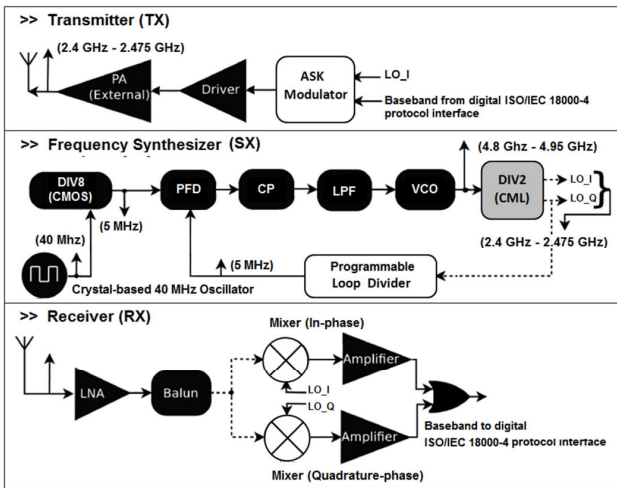 >> Transmitter (TX)
(2.4 GHz - 2.475 GHz)
PA
(External)
Driver
ASK
Modulator
LO_I
Baseband from digital ISO/IEC 18000-4
protocol interface
>> Frequency Synthesizer (SX)
(4.8 Ghz - 4.95 GHz)
DIV8
(CMOS)
PFD
CP
LPF
VCO
DIV2
(CML)
LO_I
LO_Q
(5 MHz)
(2.4 GHz - 2.475 GHz)
(40 Mhz)
(5 MHz)
Programmable
Loop Divider
Crystal-based 40 MHz Oscillator
>> Receiver (RX)
Mixer (In-phase)
Amplifier
LNA
Balun
LO_I
LO_Q
Amplifier
Baseband to digital
ISO/IEC 18000-4 protocol interface
Mixer (Quadrature-phase)